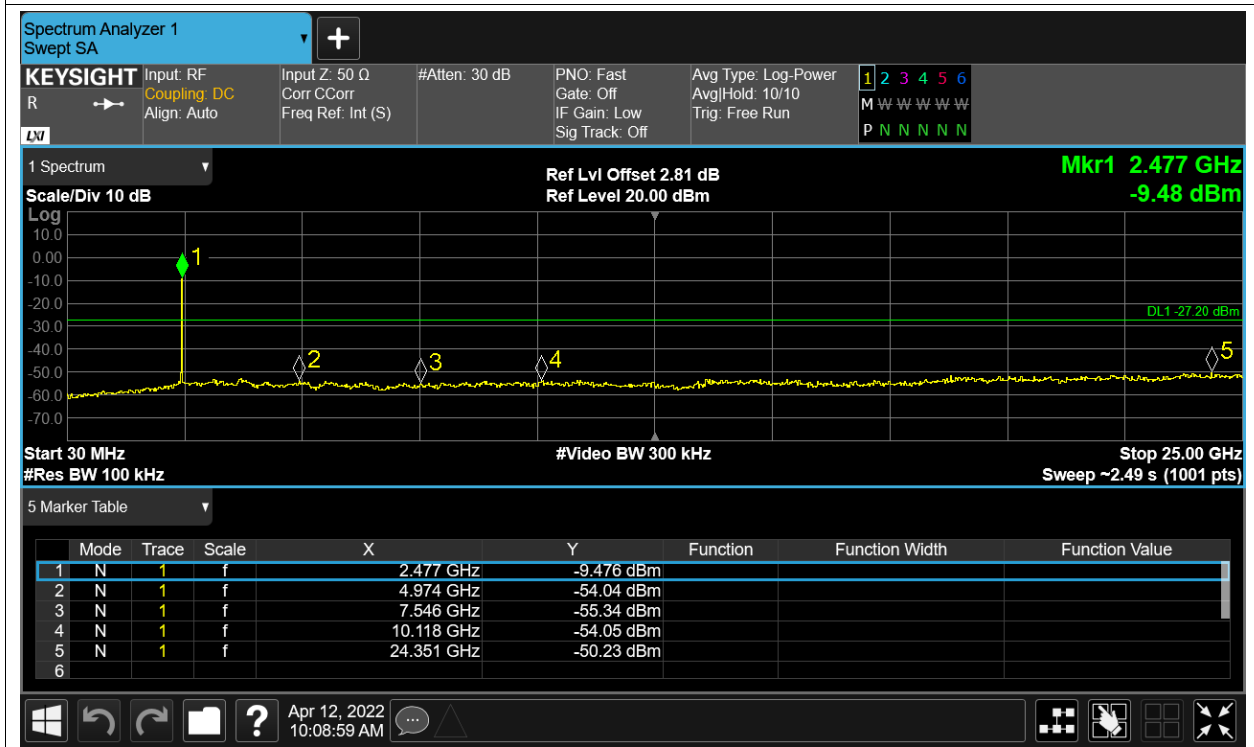 Spectrum Analyzer 1
Swept SA
KEYSIGHT
R
LXI
Input: RF
Coupling: DC
Align: Auto
Input Z: 50 Ω
Corr CCorr
Freq Ref: Int (S)
#Atten: 30 dB
PNO: Fast
Gate: Off
IF Gain: Low
Sig Track: Off
Avg Type: Log-Power
Avg|Hold: 10/10
Trig: Free Run
1 2 3 4 5 6
M W W W W W
P N N N N N
1 Spectrum
Scale/Div 10 dB
Ref Lvl Offset 2.81 dB
Ref Level 20.00 dBm
Mkr1 2.477 GHz
-9.48 dBm
Log
10.0
0.00
-10.0
-20.0
-30.0
-40.0
-50.0
-60.0
-70.0
1
2
3
4
5
DL1 -27.20 dBm
Start 30 MHz
#Video BW 300 kHz
Stop 25.00 GHz
#Res BW 100 kHz
Sweep ~2.49 s (1001 pts)
5 Marker Table
Mode Trace Scale X Y Function Function Width Function Value
1 N 1 f 2.477 GHz -9.476 dBm
2 N 1 f 4.974 GHz -54.04 dBm
3 N 1 f 7.546 GHz -55.34 dBm
4 N 1 f 10.118 GHz -54.05 dBm
5 N 1 f 24.351 GHz -50.23 dBm
6
?
Apr 12, 2022
10:08:59 AM